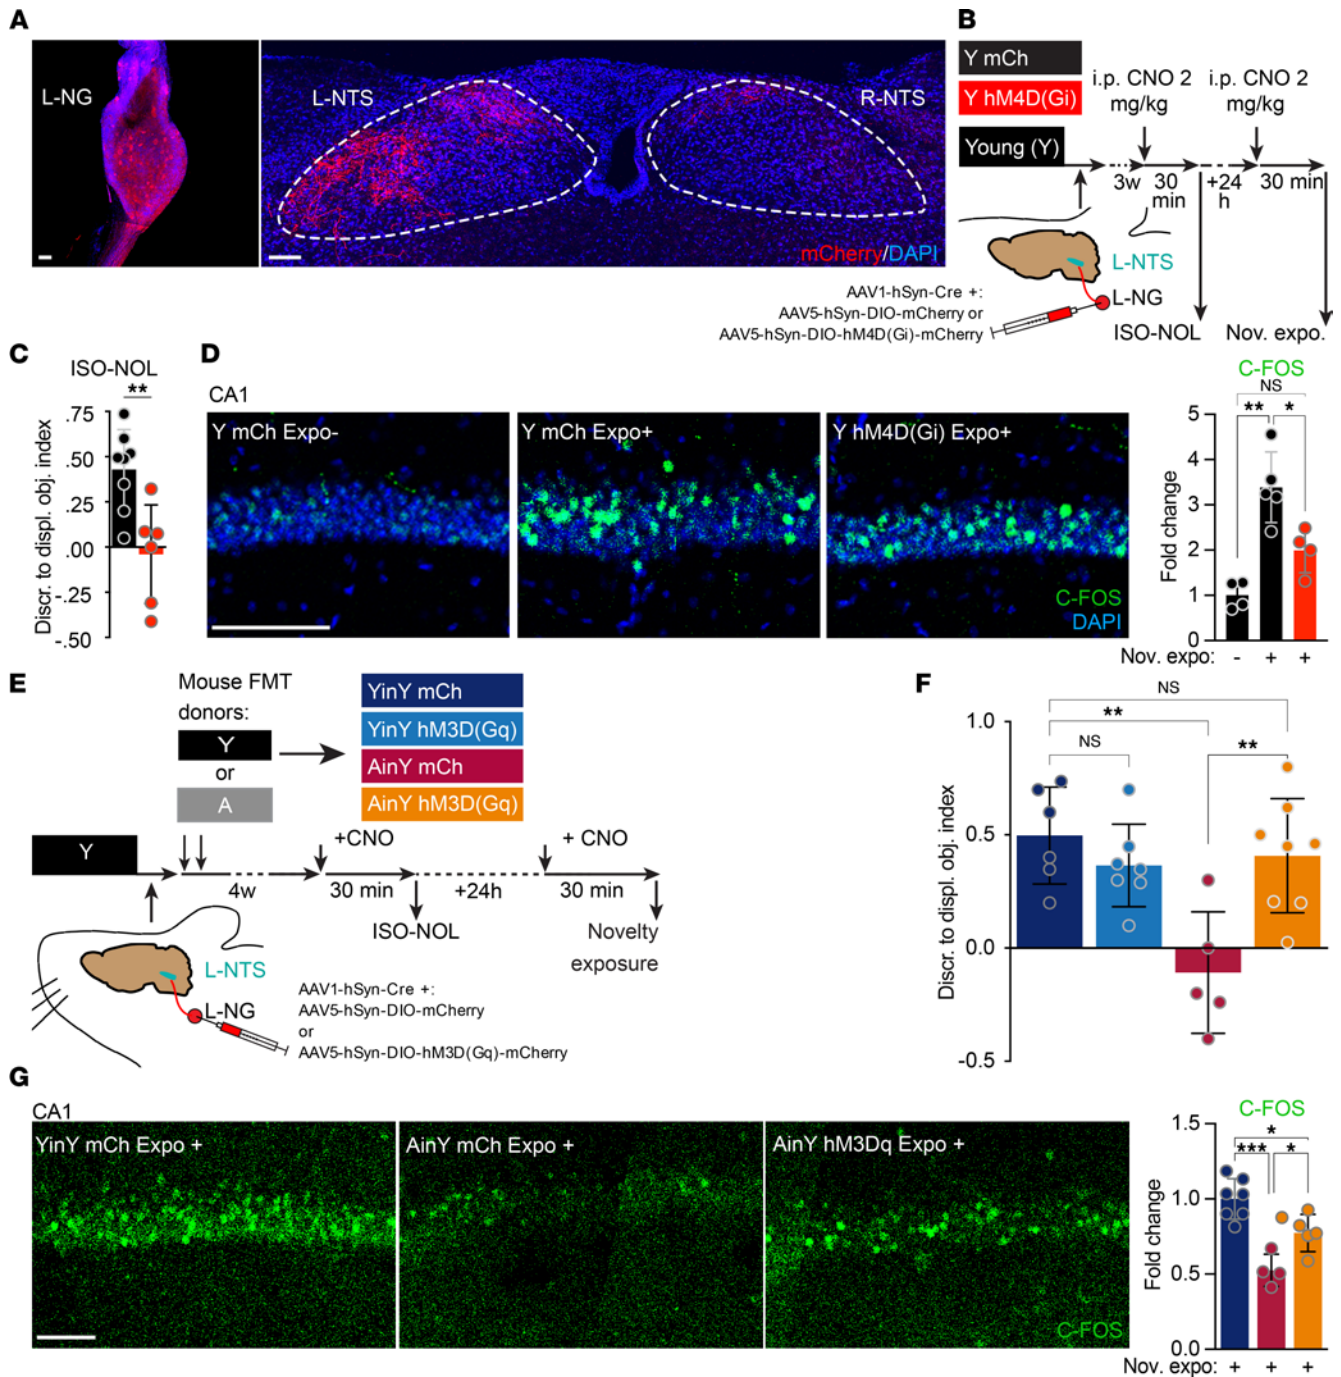 A
L-NG
L-NTS
R-NTS
mCherry/DAPI
B
Y mCh
Y hM4D(Gi)
Young (Y)
i.p. CNO 2
mg/kg
i.p. CNO 2
mg/kg
3w
30
min
+24
h
30 min
L-NTS
L-NG
AAV1-hSyn-Cre +:
AAV5-hSyn-DIO-mCherry or
AAV5-hSyn-DIO-hM4D(Gi)-mCherry
ISO-NOL
Nov. expo.
C
ISO-NOL
**
Discr. to displ. obj. index
.75
.50
.25
.00
-.25
-.50
D
CA1
Y mCh Expo-
Y mCh Expo+
Y hM4D(Gi) Expo+
C-FOS
DAPI
C-FOS
NS
** *
Fold change
5
4
3
2
1
0
Nov. expo: - + +
E
Mouse FMT
donors:
Y
or
A
YinY mCh
YinY hM3D(Gq)
AinY mCh
AinY hM3D(Gq)
Y
+CNO
+ CNO
4w
30 min
+24h
30 min
ISO-NOL
Novelty
exposure
L-NTS
L-NG
AAV1-hSyn-Cre +:
AAV5-hSyn-DIO-mCherry
or
AAV5-hSyn-DIO-hM3D(Gq)-mCherry
F
NS
**
NS
**
Discr. to displ. obj. index
1.0
0.5
0.0
-0.5
G
CA1
YinY mCh Expo +
AinY mCh Expo +
AinY hM3Dq Expo +
C-FOS
C-FOS
*
*** *
Fold change
1.5
1.0
0.5
0.0
Nov. expo: + + +